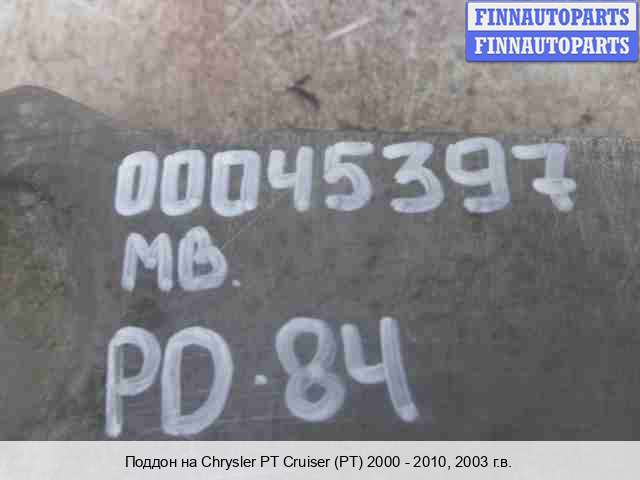 FINNAUTOPARTS
FINNAUTOPARTS
00045397
MB.
PD.84
Поддон на Chrysler PT Cruiser (PT) 2000 - 2010, 2003 г.в.